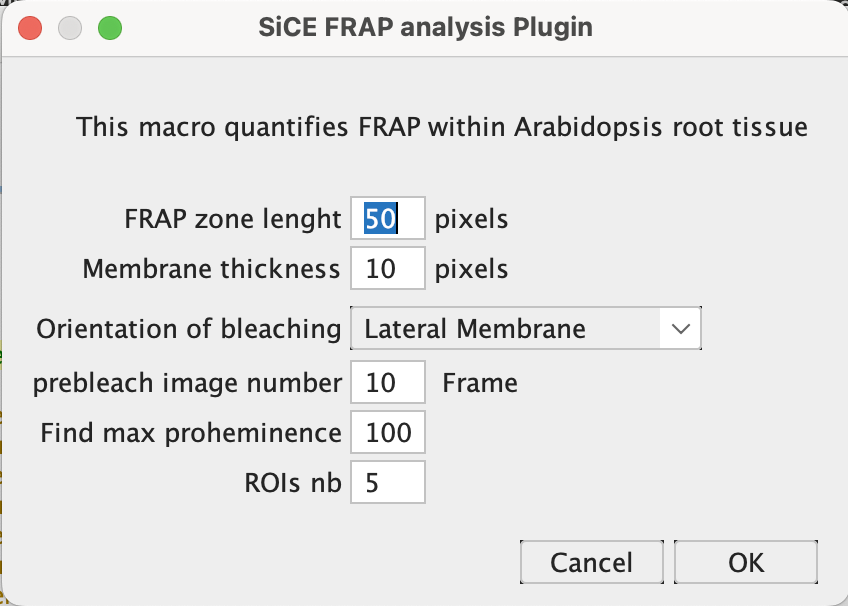 SiCE FRAP analysis Plugin
This macro quantifies FRAP within Arabidopsis root tissue
FRAP zone lenght 50 pixels
Membrane thickness 10 pixels
Orientation of bleaching Lateral Membrane
prebleach image number 10 Frame
Find max proheminence 100
ROIs nb 5
Cancel OK